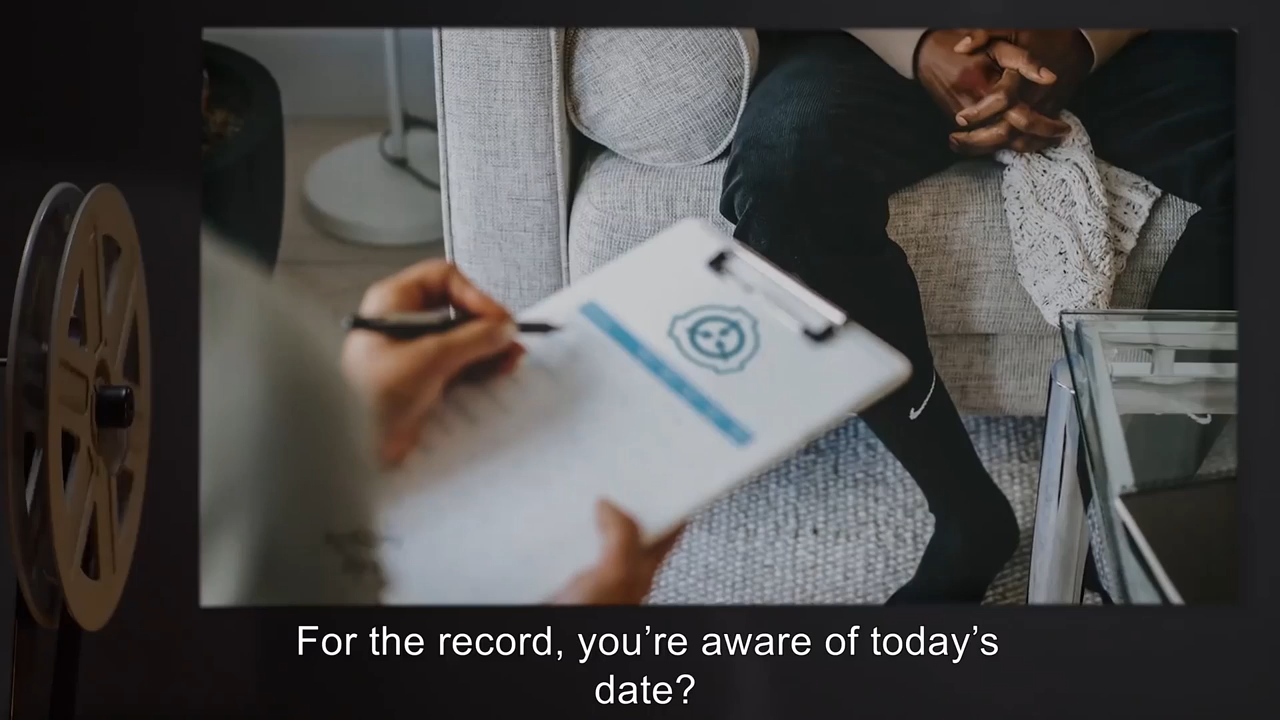 For the record, you’re aware of today’s
date?